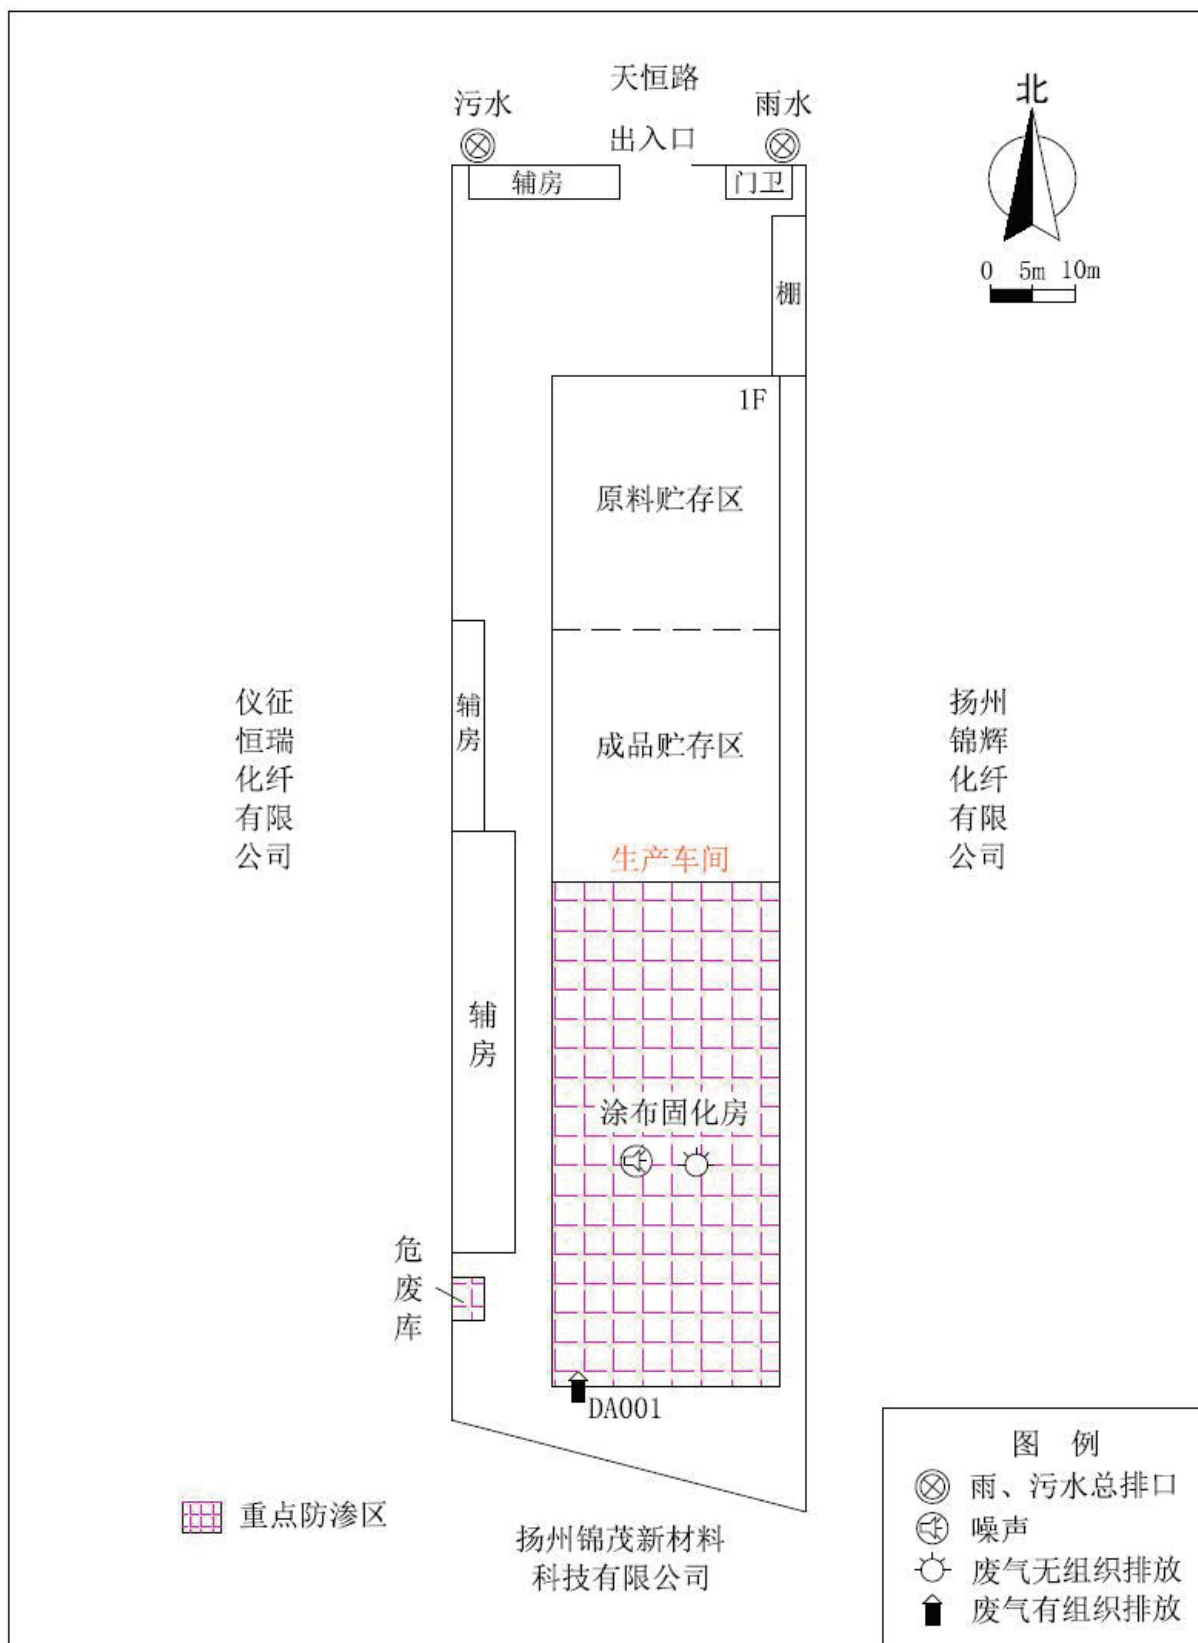 天恒路
污水
雨水
北
出入口
辅房
门卫
0 5m 10m
棚
1F
原料贮存区
仪征
恒瑞
化纤
有限
公司
辅房
成品贮存区
扬州
锦辉
化纤
有限
公司
生产车间
辅房
涂布固化房
危废库
DA001
图 例
雨、污水总排口
噪声
废气无组织排放
废气有组织排放
重点防渗区
扬州锦茂新材料
科技有限公司